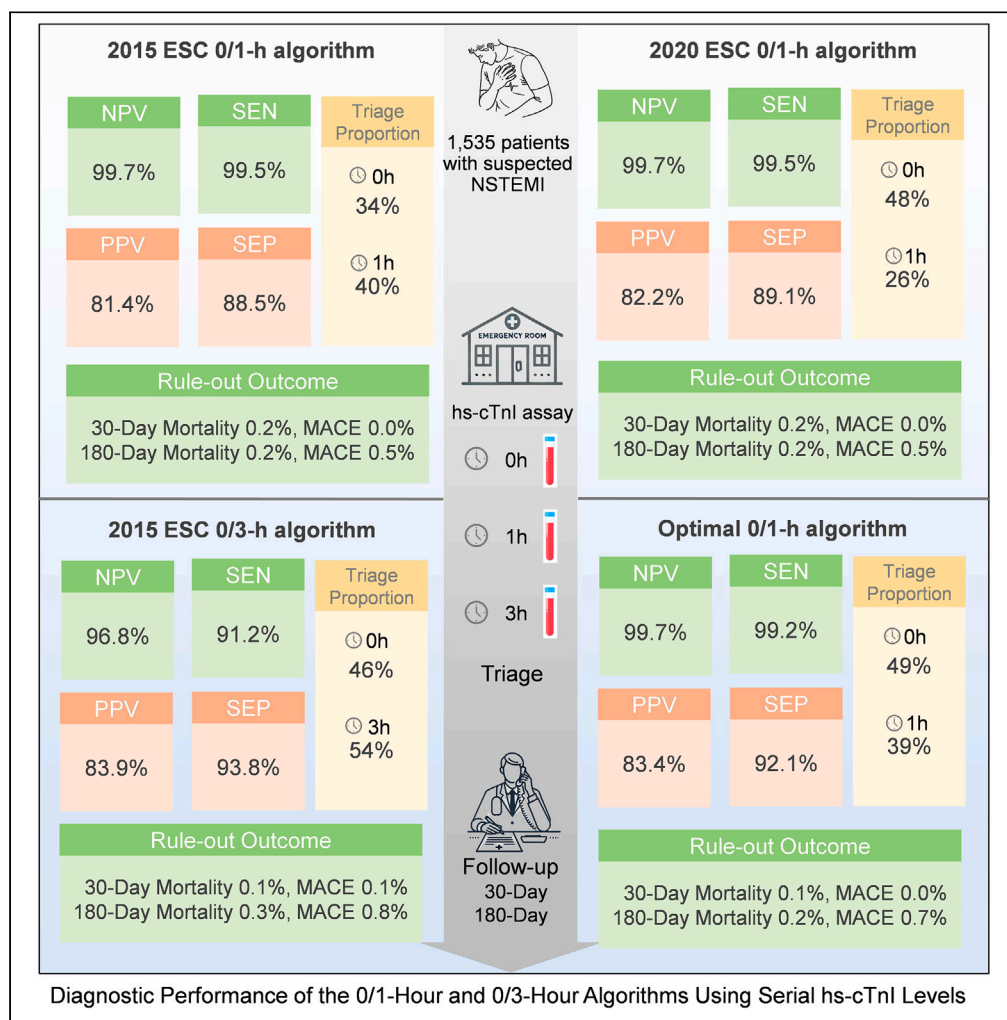 2015 ESC 0/1-h algorithm
NPV
99.7%
SEN
99.5%
Triage
Proportion
0h
34%
1h
40%
PPV
81.4%
SEP
88.5%
Rule-out Outcome
30-Day Mortality 0.2%, MACE 0.0%
180-Day Mortality 0.2%, MACE 0.5%
1,535 patients
with suspected
NSTEMI
EMERGENCY ROOM
hs-cTnI assay
0h
1h
3h
Triage
Follow-up
30-Day
180-Day
2020 ESC 0/1-h algorithm
NPV
99.7%
SEN
99.5%
Triage
Proportion
0h
48%
1h
26%
PPV
82.2%
SEP
89.1%
Rule-out Outcome
30-Day Mortality 0.2%, MACE 0.0%
180-Day Mortality 0.2%, MACE 0.5%
2015 ESC 0/3-h algorithm
NPV
96.8%
SEN
91.2%
Triage
Proportion
0h
46%
3h
54%
PPV
83.9%
SEP
93.8%
Rule-out Outcome
30-Day Mortality 0.1%, MACE 0.1%
180-Day Mortality 0.3%, MACE 0.8%
Optimal 0/1-h algorithm
NPV
99.7%
SEN
99.2%
Triage
Proportion
0h
49%
1h
39%
PPV
83.4%
SEP
92.1%
Rule-out Outcome
30-Day Mortality 0.1%, MACE 0.0%
180-Day Mortality 0.2%, MACE 0.7%
Diagnostic Performance of the 0/1-Hour and 0/3-Hour Algorithms Using Serial hs-cTnI Levels